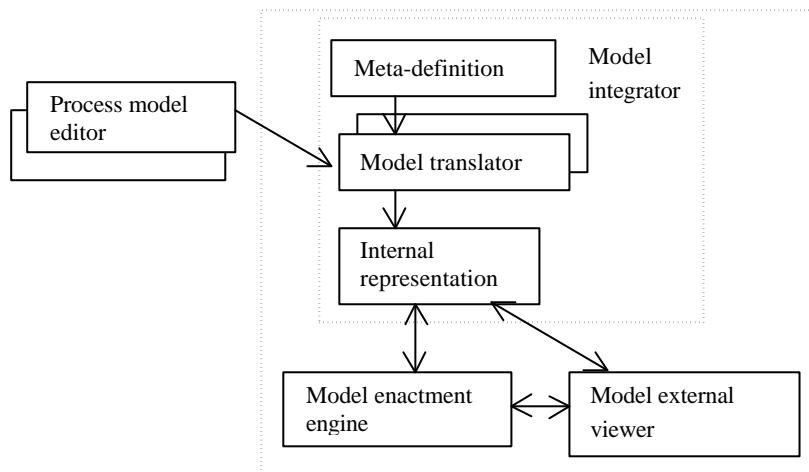 Meta-definition
Model
integrator
Process model
editor
Model translator
Internal
representation
Model enactment
engine
Model external
viewer